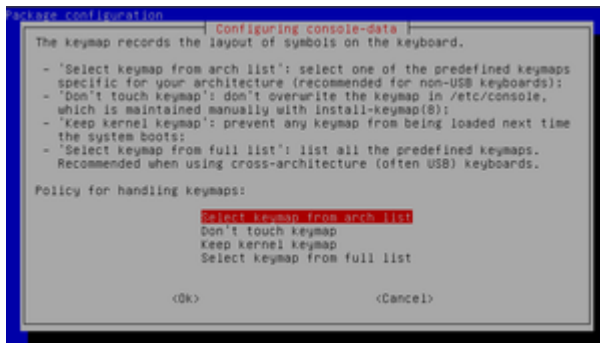 Package configuration
Configuring console-data
The keymap records the layout of symbols on the keyboard.
- 'Select keymap from arch list': select one of the predefined keymaps
specific for your architecture (recommended for non-USB keyboards);
- 'Don't touch keymap': don't overwrite the keymap in /etc/console,
which is maintained manually with install-keymap(8);
- 'Keep kernel keymap': prevent any keymap from being loaded next time
the system boots;
- 'Select keymap from full list': list all the predefined keymaps.
Recommended when using cross-architecture (often USB) keyboards.
Policy for handling keymaps:
Select keymap from arch list
Don't touch keymap
Keep kernel keymap
Select keymap from full list
<Ok> <Cancel>